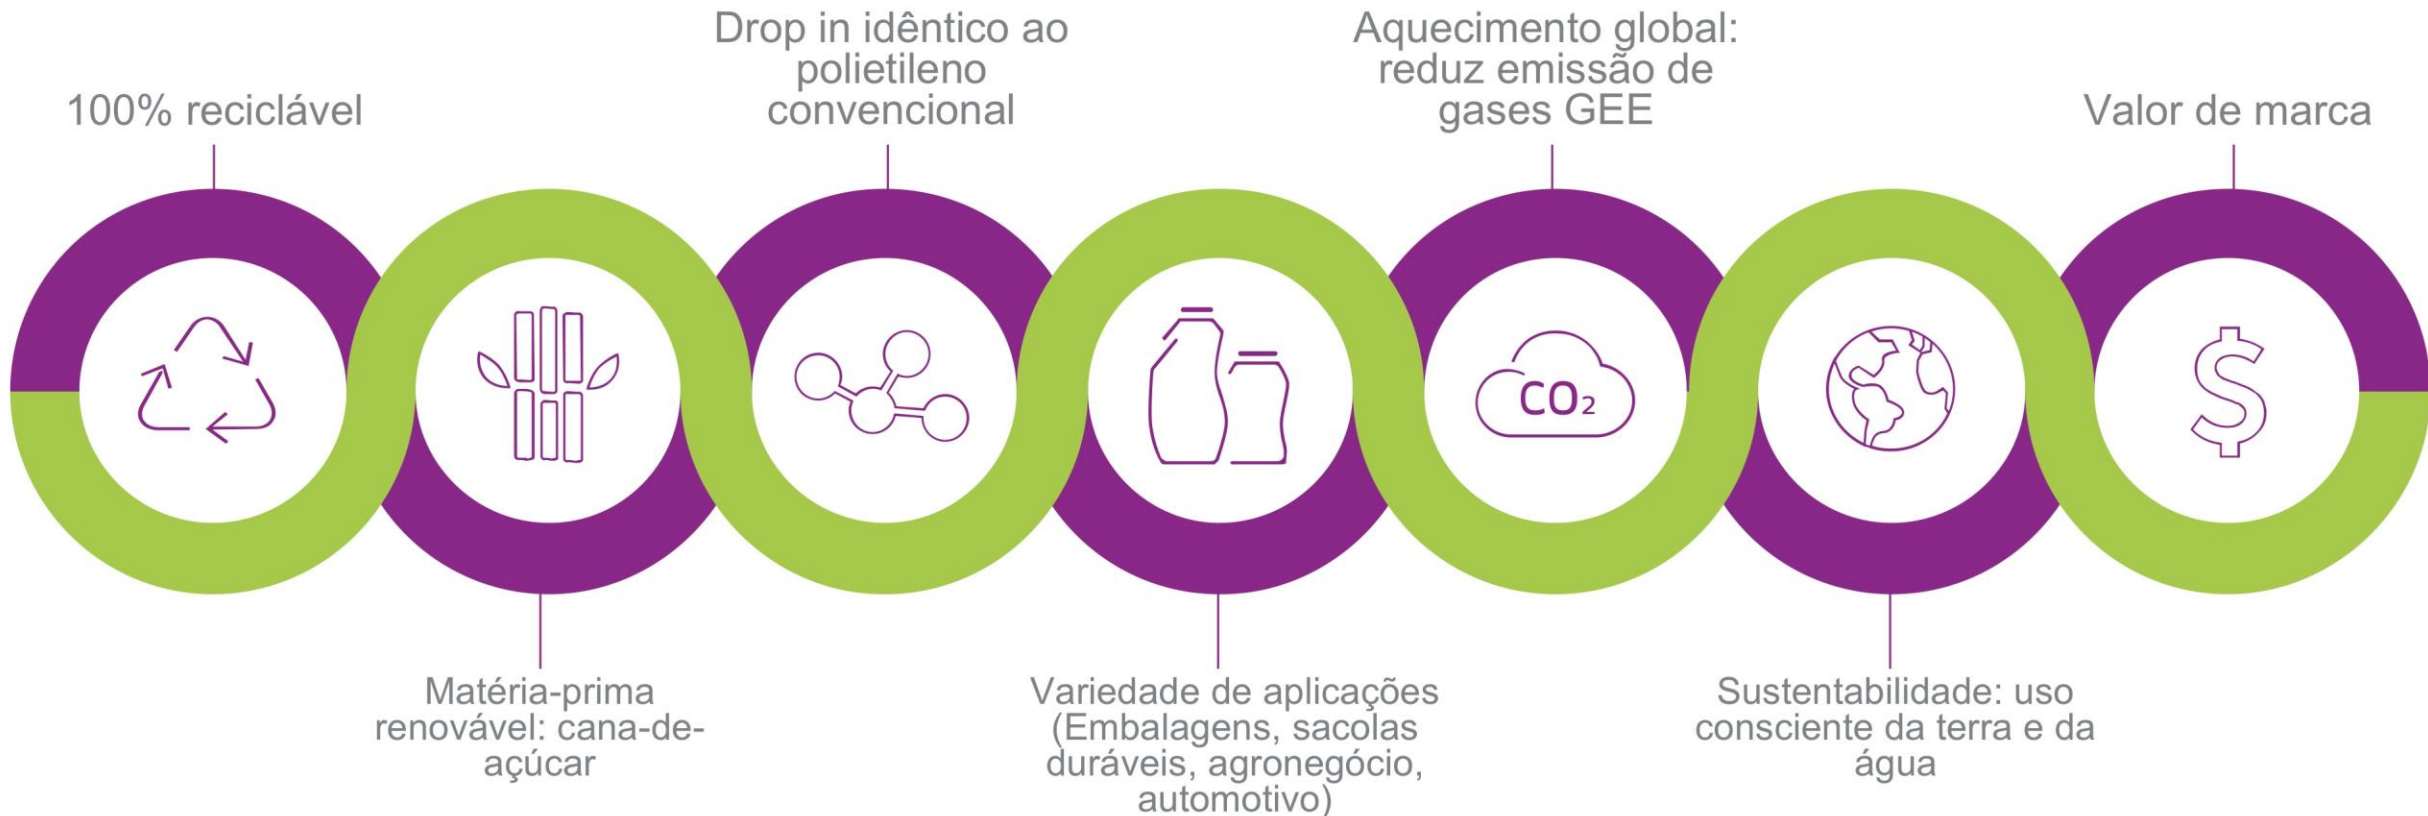 100% reciclável
Matéria-prima
renovável: cana-de-
açúcar
Drop in idêntico ao
polietileno
convencional
Variedade de aplicações
(Embalagens, sacolas
duráveis, agronegócio,
automotivo)
Aquecimento global:
reduz emissão de
gases GEE
CO₂
Sustentabilidade: uso
consciente da terra e da
água
Valor de marca
$